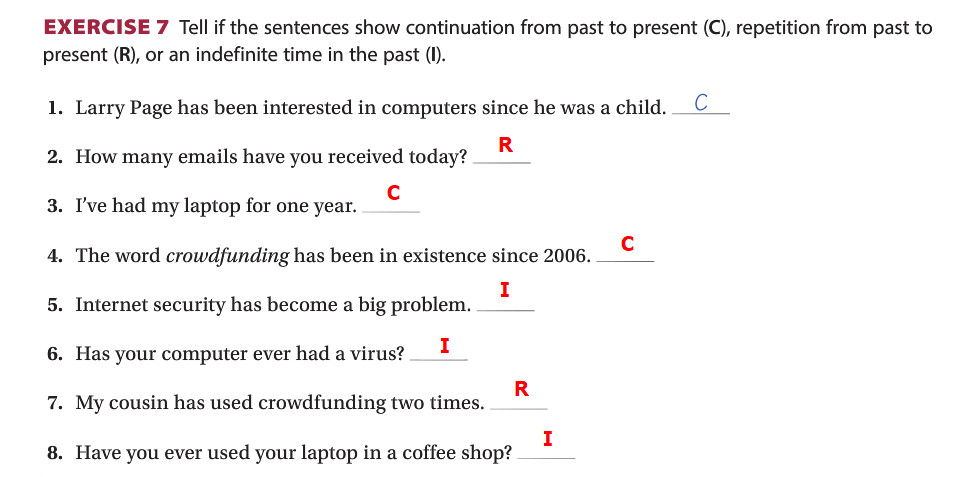 EXERCISE 7 Tell if the sentences show continuation from past to present (C), repetition from past to
present (R), or an indefinite time in the past (I).
1. Larry Page has been interested in computers since he was a child. C
2. How many emails have you received today? R
3. I've had my laptop for one year. C
4. The word crowdfunding has been in existence since 2006. C
5. Internet security has become a big problem. I
6. Has your computer ever had a virus? I
7. My cousin has used crowdfunding two times. R
8. Have you ever used your laptop in a coffee shop? I